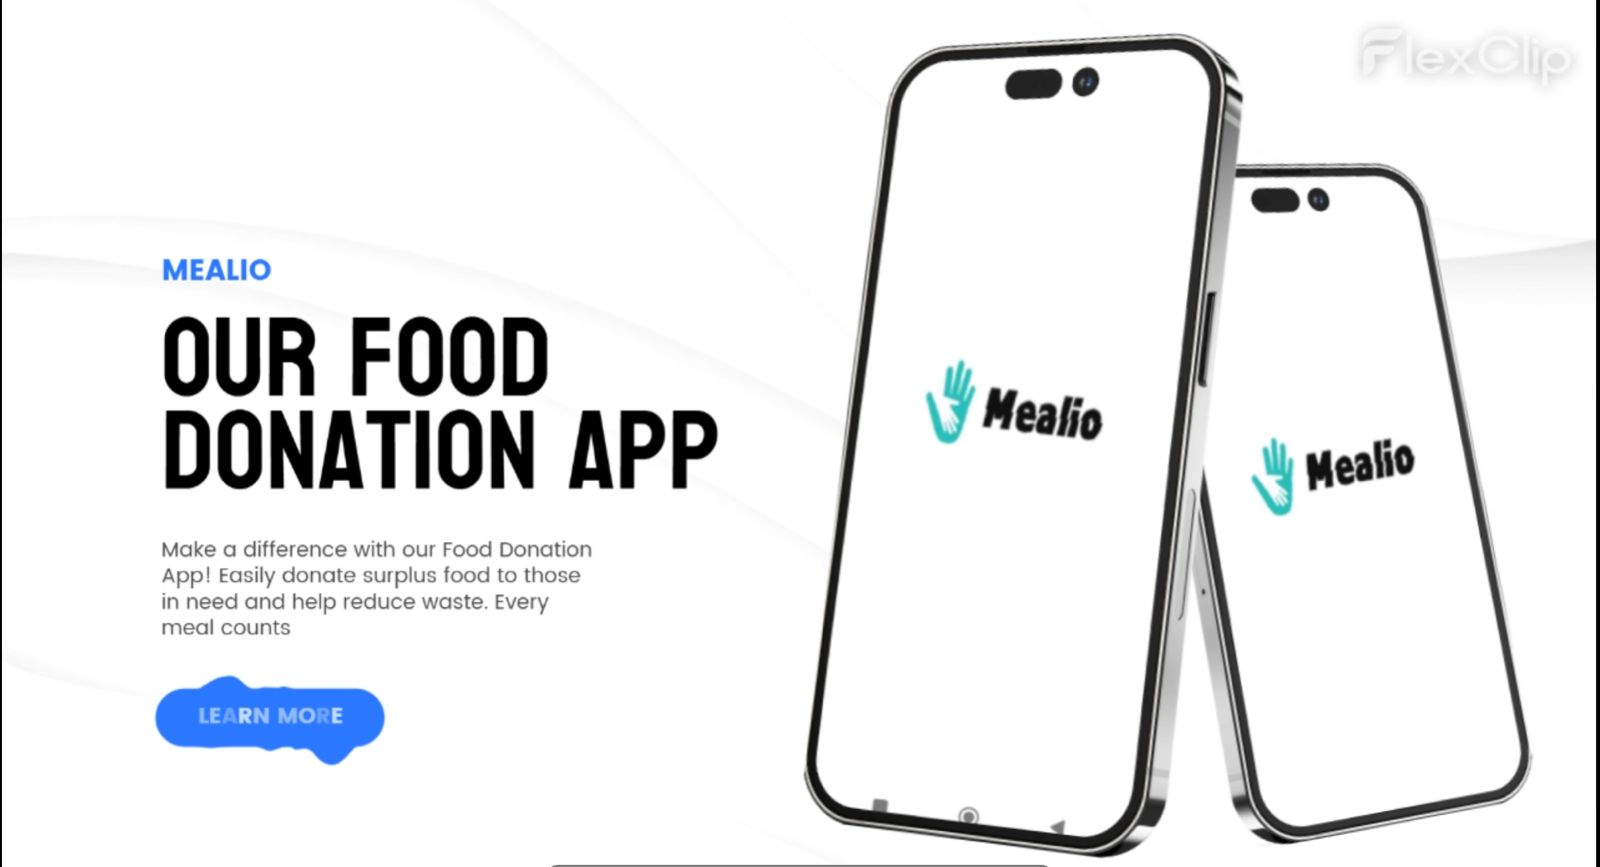 FlexClip
MEALIO
OUR FOOD
DONATION APP
Make a difference with our Food Donation
App! Easily donate surplus food to those
in need and help reduce waste. Every
meal counts
LEARN MORE
Mealio
Mealio